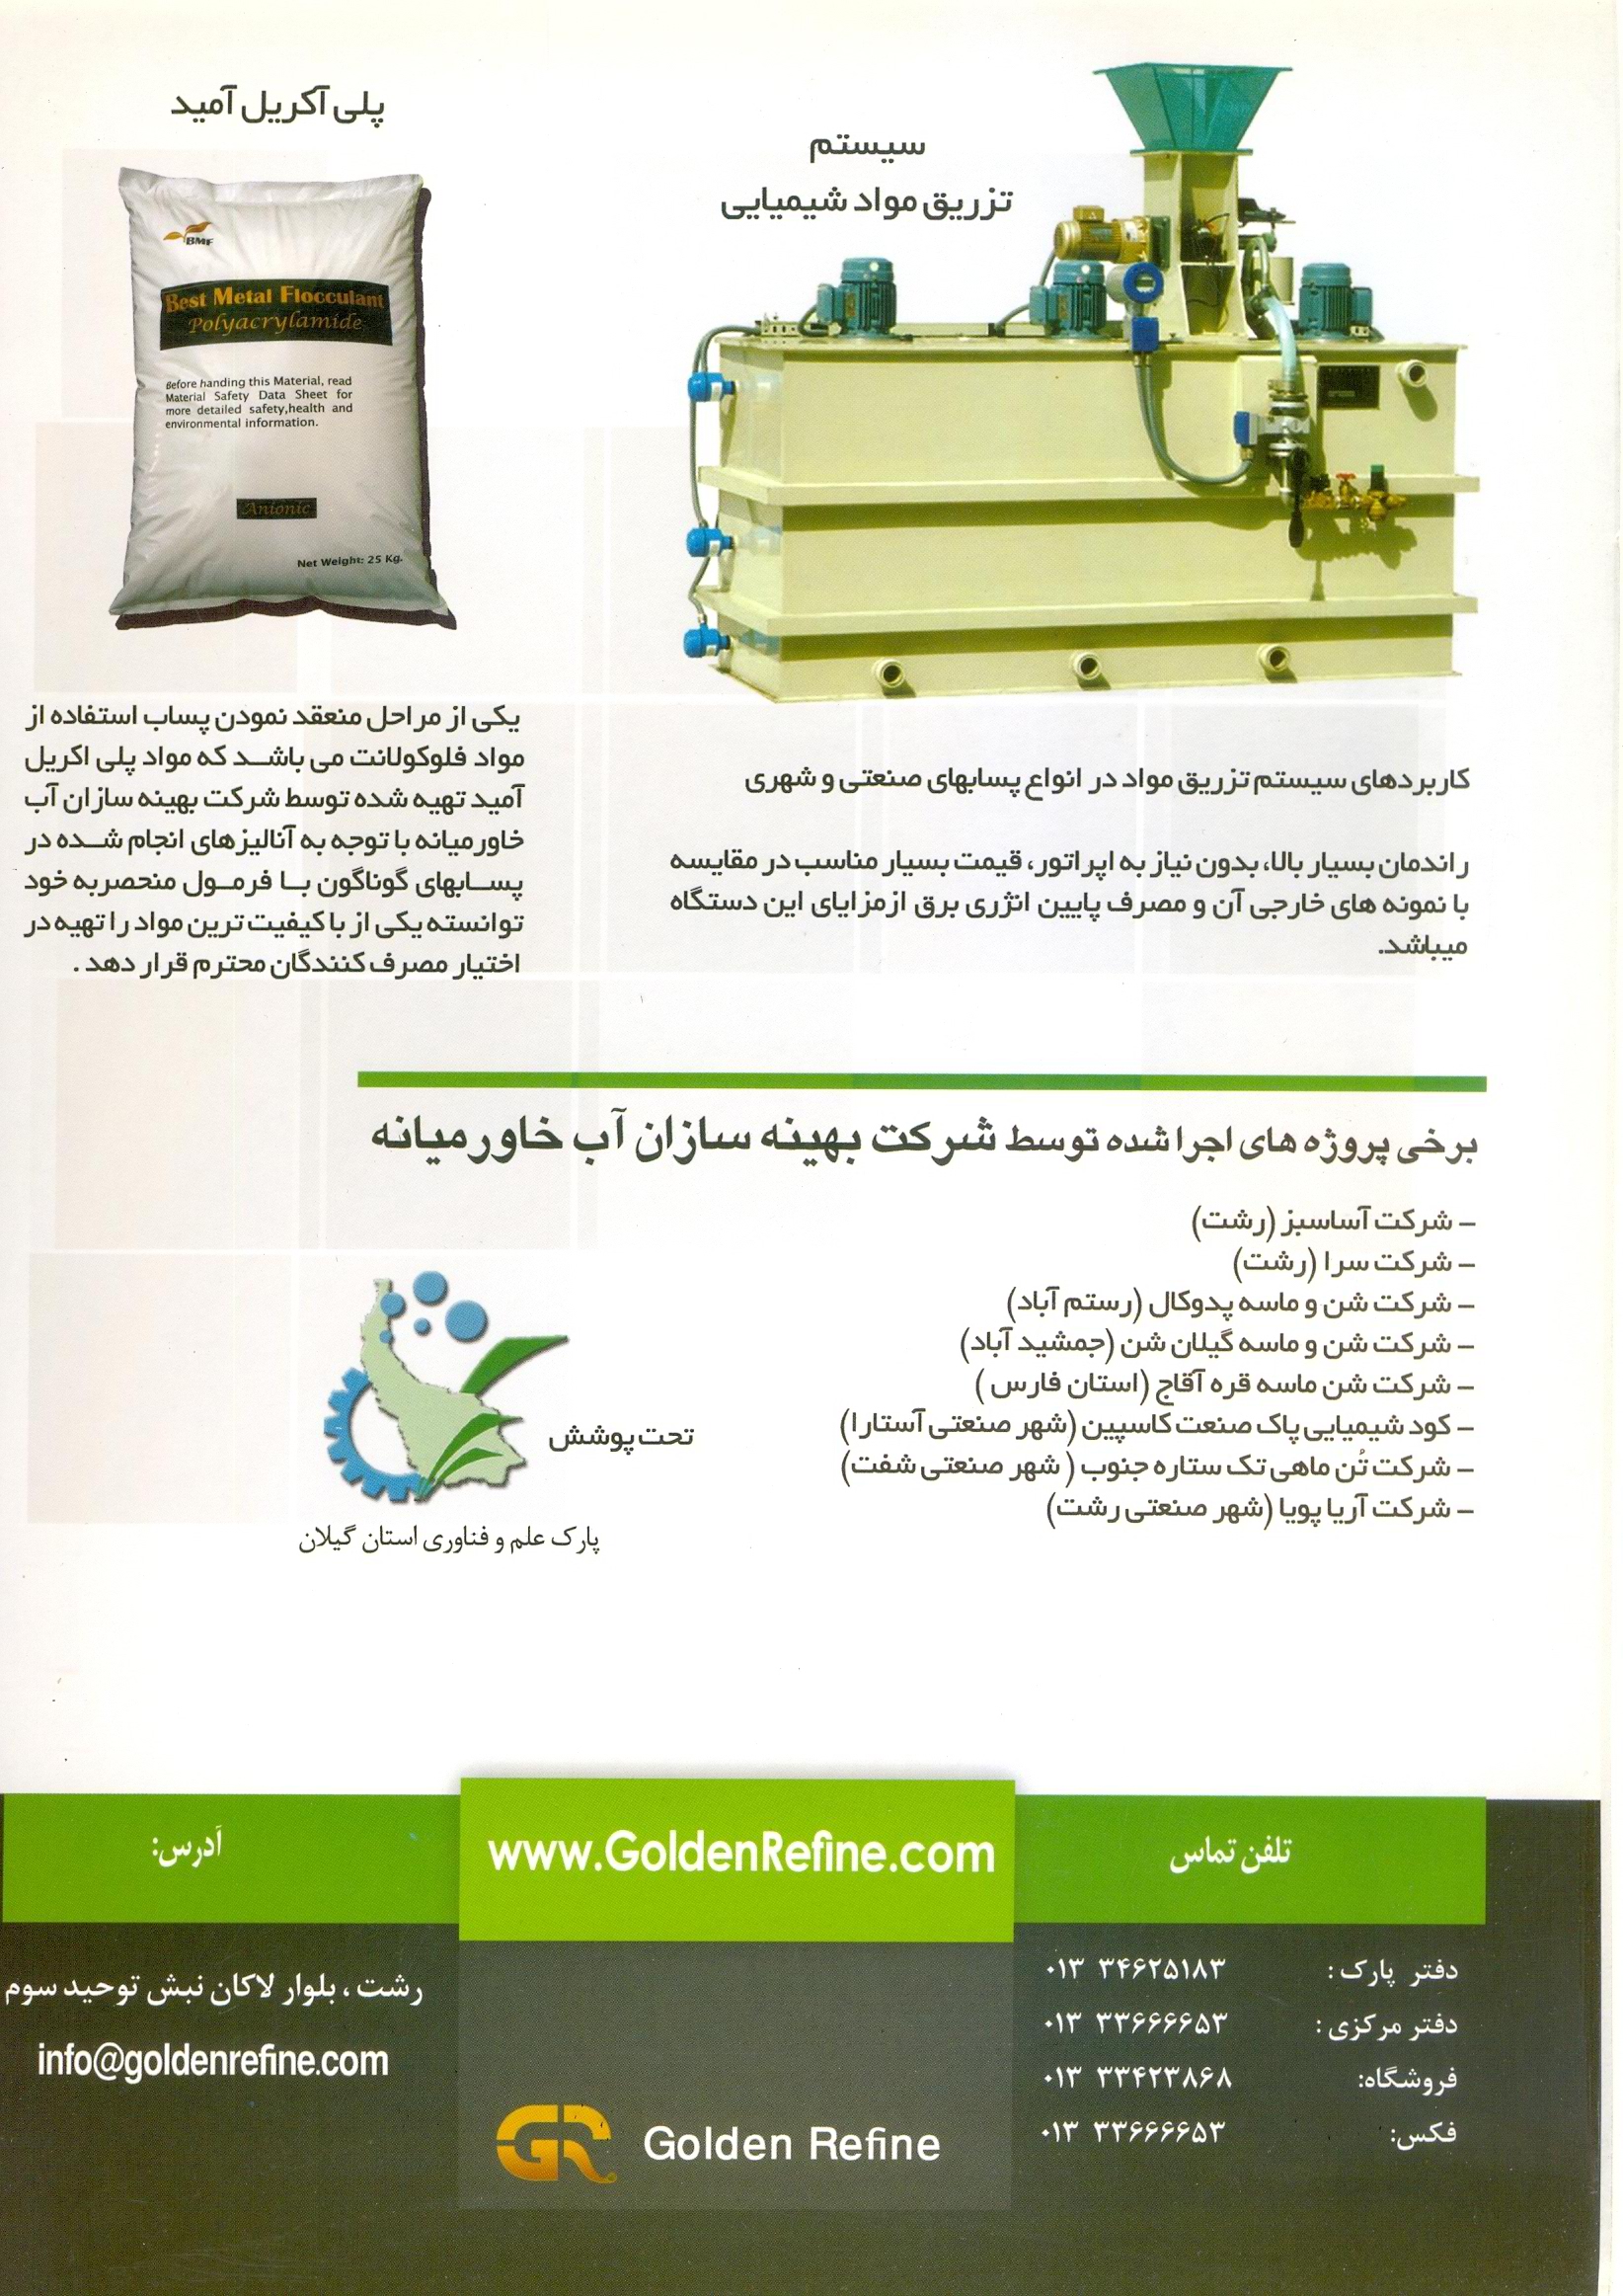 پلی آکریل آمید
سیستم
تزریق مواد شیمیایی
BMF
Best Metal Flocculant
Polyacrylamide
Before handing this Material, read
Material Safety Data Sheet for
more detailed safety,health and
environmental information.
Anionic
Net Weight: 25 Kg.
کاربردهای سیستم تزریق مواد در انواع پسابهای صنعتی و شهری
راندمان بسیار بالا، بدون نیاز به اپراتور، قیمت بسیار مناسب در مقایسه
با نمونه های خارجی آن و مصرف پایین انژری برق ازمزایای این دستگاه
میباشد.
یکی از مراحل منعقد نمودن پساب استفاده از
مواد فلوکولانت می باشد که مواد پلی اکریل
آمید تهیه شده توسط شرکت بهینه سازان آب
خاورمیانه با توجه به آنالیزهای انجام شده در
پسابهای گوناگون با فرمول منحصربه خود
توانسته یکی از با کیفیت ترین مواد را تهیه در
اختیار مصرف کنندگان محترم قرار دهد .
برخی پروژه های اجرا شده توسط شرکت بهینه سازان آب خاورمیانه
– شرکت آساسبز (رشت)
– شرکت سرا (رشت)
– شرکت شن و ماسه پدوکال (رستم آباد)
– شرکت شن و ماسه گیلان شن (جمشید آباد)
– شرکت شن ماسه قره آقاج (استان فارس )
– کود شیمیایی پاک صنعت کاسپین (شهر صنعتی آستارا)
– شرکت تُن ماهی تک ستاره جنوب ( شهر صنعتی شفت)
– شرکت آریا پویا (شهر صنعتی رشت)
تحت پوشش
پارک علم و فناوری استان گیلان
تلفن تماس
دفتر پارک : ۰۱۳ ۳۴۶۲۵۱۸۳
دفتر مرکزی : ۰۱۳ ۳۳۶۶۶۶۵۳
فروشگاه: ۰۱۳ ۳۳۴۲۳۸۶۸
فکس: ۰۱۳ ۳۳۶۶۶۶۵۳
www.GoldenRefine.com
GR Golden Refine
آدرس:
رشت ، بلوار لاکان نبش توحید سوم
info@goldenrefine.com